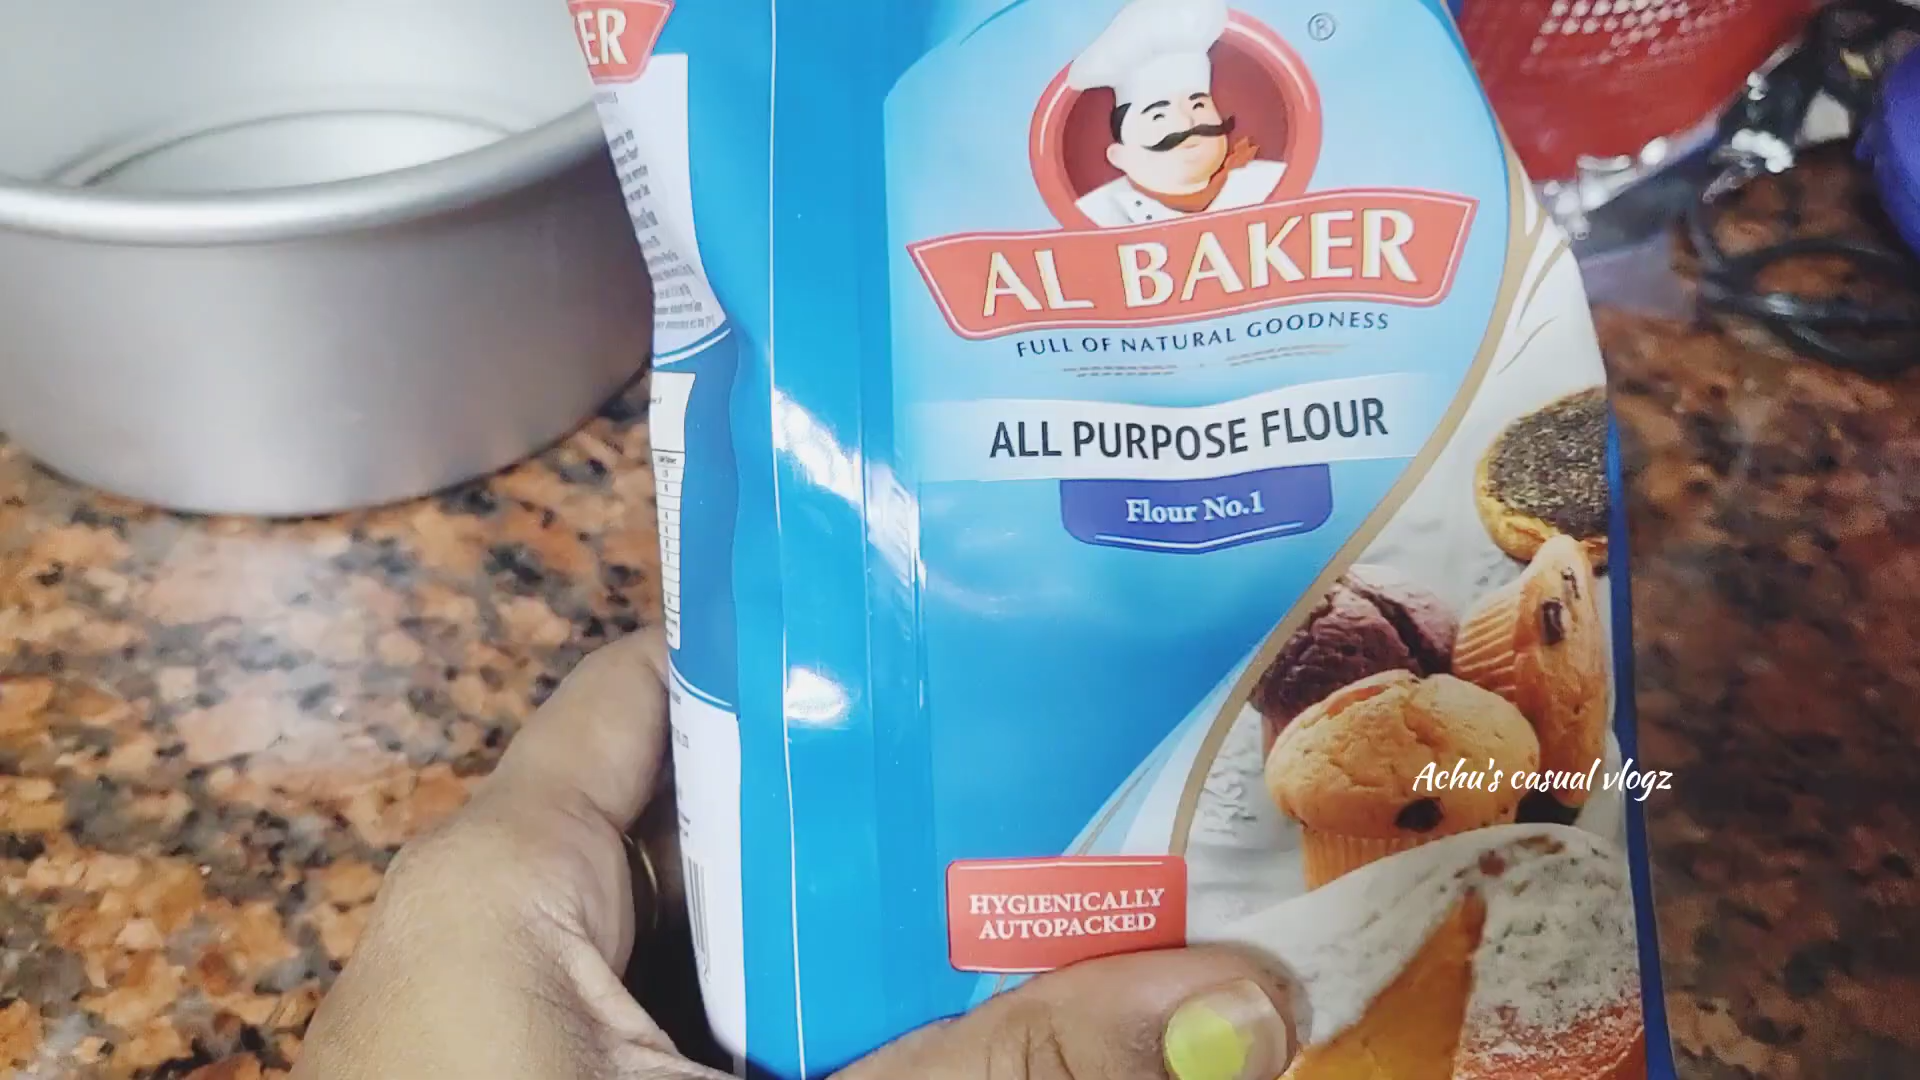 ER
®
AL BAKER
FULL OF NATURAL GOODNESS
ALL PURPOSE FLOUR
Flour No.1
Achu's casual vlogz
HYGIENICALLY
AUTOPACKED